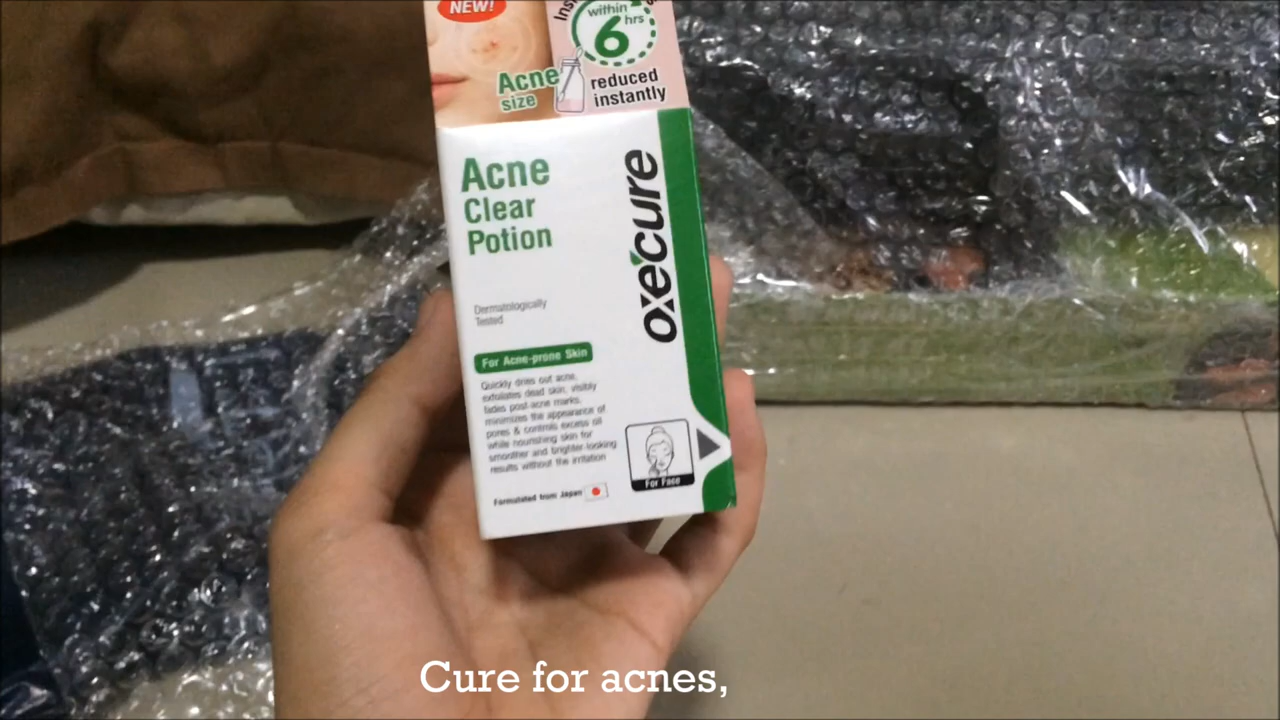 NEW!
within
6 hrs
Acne
size
reduced
instantly
Acne
Clear
Potion
oxecure
Dermatologically
Tested
For Acne-prone Skin
Quickly dries out acne,
exfoliates dead skin, visibly
fades post-acne marks,
minimizes the appearance of
pores & controls excess oil
while nourishing skin for
smoother and brighter-looking
results without the irritation
Formulated from Japan
For Face
Cure for acnes,